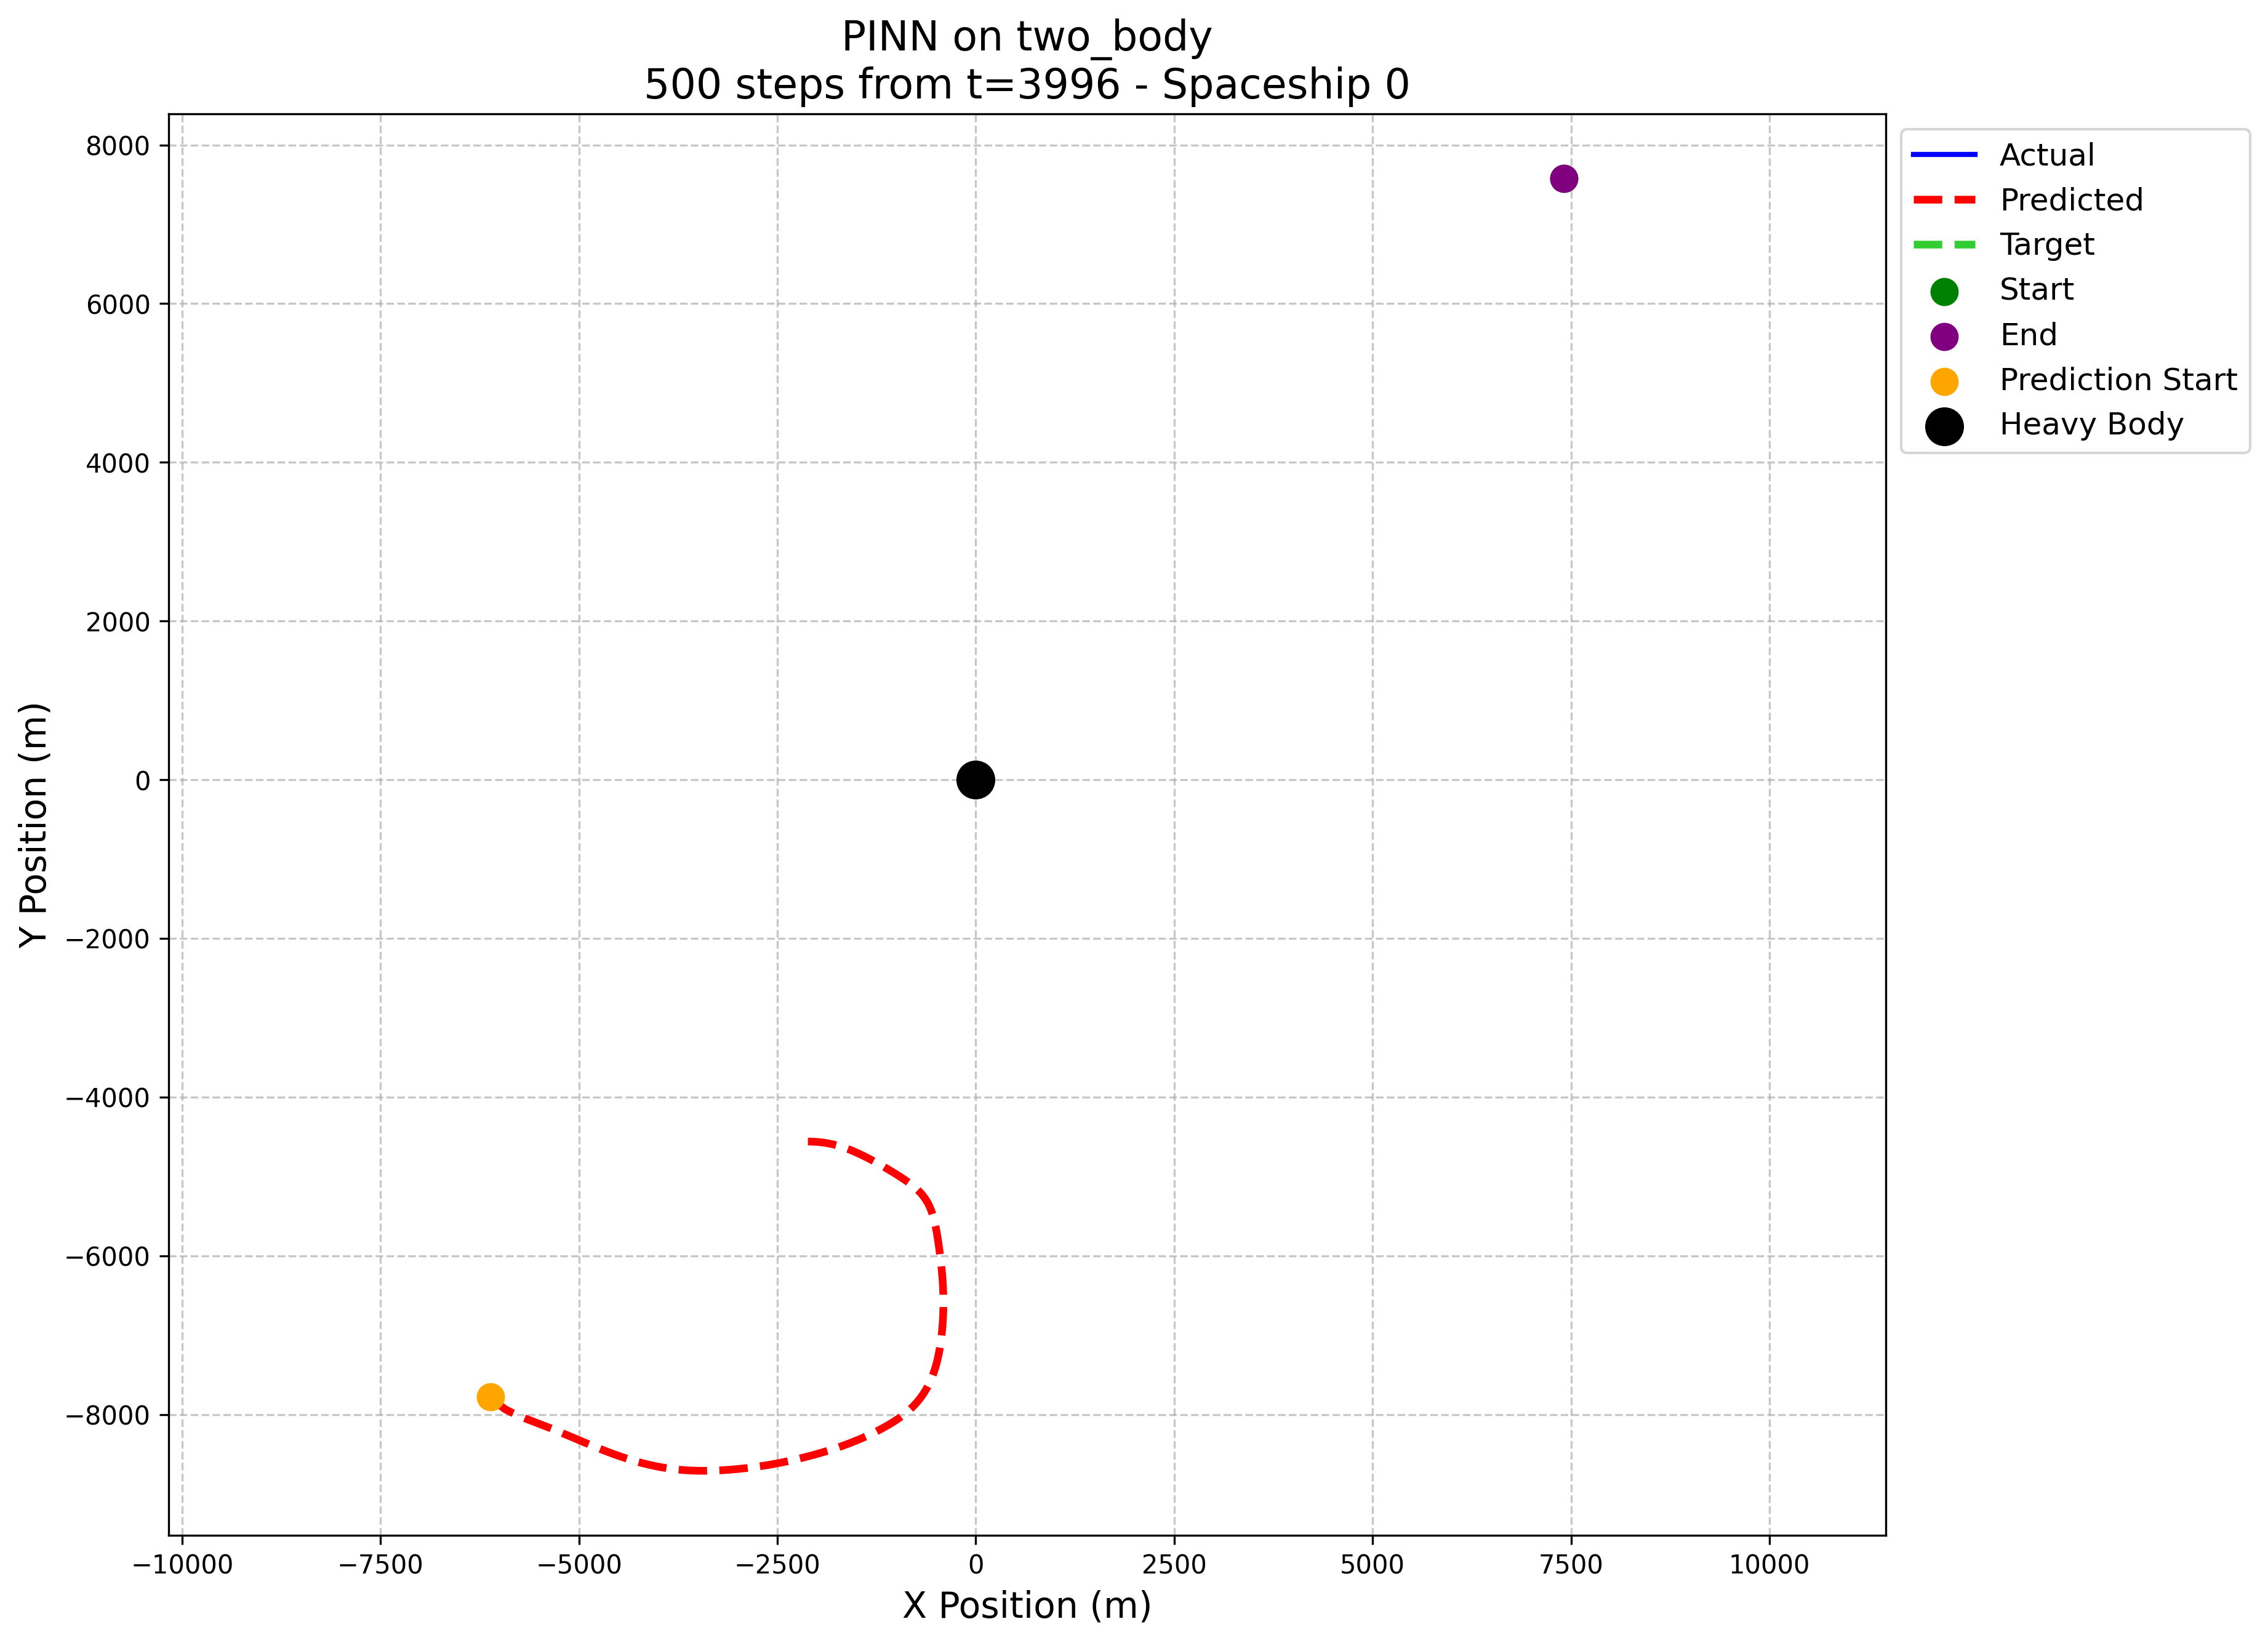 PINN on two_body
500 steps from t=3996 - Spaceship 0
8000
6000
4000
2000
0
−2000
−4000
−6000
−8000
Y Position (m)
−10000
−7500
−5000
−2500
0
2500
5000
7500
10000
X Position (m)
Actual
Predicted
Target
Start
End
Prediction Start
Heavy Body